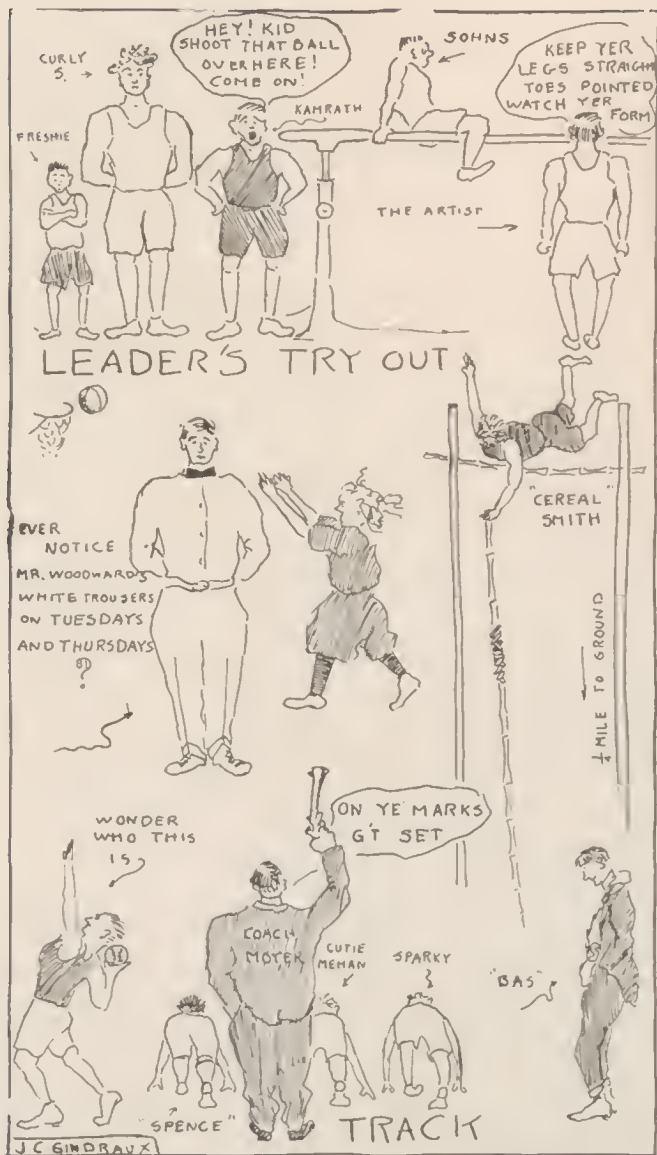 CURLY
S.
HEY! KID
SHOOT THAT BALL
OVER HERE!
COME ON!
SOHNS
KEEP YER
LEGS STRAIGHT
TOES POINTED
WATCH YER
FORM
FRESHIE
KAMRATH
THE ARTIST
LEADER'S TRY OUT
"CEREAL"
SMITH
EVER
NOTICE
MR. WOODWARD'S
WHITE TROUSERS
ON TUESDAYS
AND THURSDAYS
?
1/4 MILE TO GROUND
WONDER
WHO THIS
IS
ON YE MARKS
G'T SET
COACH
MOYER
CUTIE
MEHAN
SPARKY
"BAS"
"SPENCE"
TRACK
J C GINDRAUX